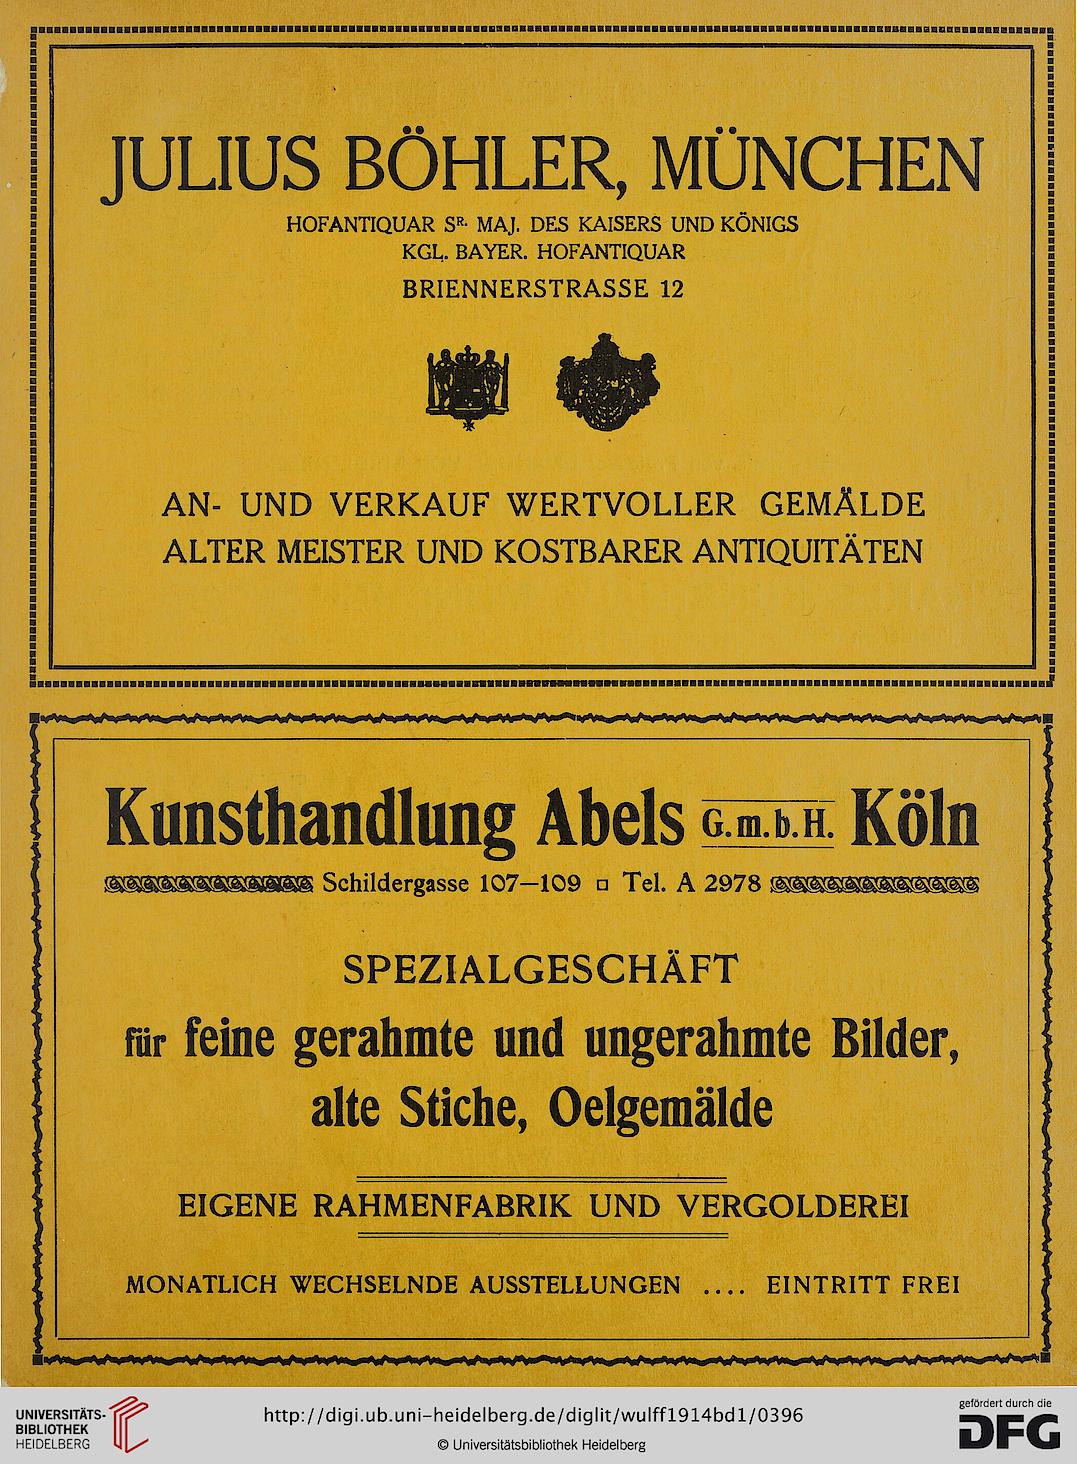 JULIUS BÖHLER, MÜNCHEN
HOFANTIQUAR SR. MAJ. DES KAISERS UND KÖNIGS
KGL. BAYER. HOFANTIQUAR
BRIENNERSTRASSE 12
AN- UND VERKAUF WERTVOLLER GEMÄLDE
ALTER MEISTER UND KOSTBARER ANTIQUITÄTEN
Kunsthandlung Abels G.m.b.H. Köln
Schildergasse 107—109 □ Tel. A 2978
SPEZIALGESCHÄFT
für feine gerahmte und ungerahmte Bilder,
alte Stiche, Oelgemälde
EIGENE RAHMENFABRIK UND VERGOLDEREI
MONATLICH WECHSELNDE AUSSTELLUNGEN .... EINTRITT FREI
UNIVERSITÄTS-
BIBLIOTHEK
HEIDELBERG
http://digi.ub.uni-heidelberg.de/diglit/wulff1914bd1/0396
© Universitätsbibliothek Heidelberg
gefördert durch die
DFG